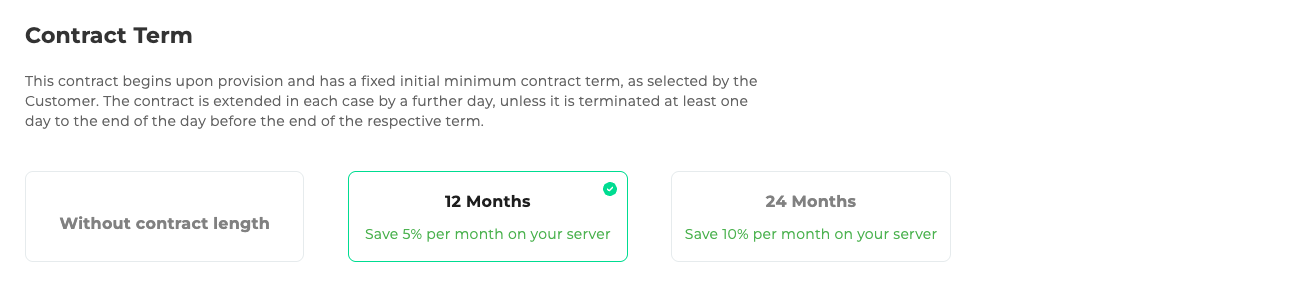 Contract Term
This contract begins upon provision and has a fixed initial minimum contract term, as selected by the
Customer. The contract is extended in each case by a further day, unless it is terminated at least one
day to the end of the day before the end of the respective term.
Without contract length
12 Months
Save 5% per month on your server
24 Months
Save 10% per month on your server